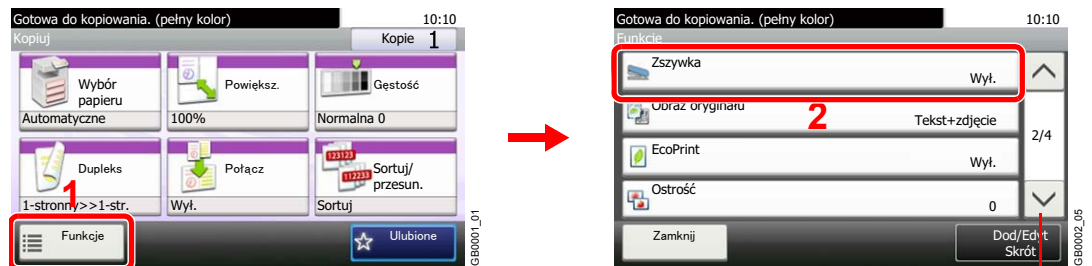 Gotowa do kopiowania. (pełny kolor)
10:10
Kopiuj
Kopie 1
Wybór
papieru
Automatyczne
Powiększ.
100%
Gęstość
Normalna 0
Dupleks
1-stronny>>1-str.
Połącz
Wył.
Sortuj/
przesun.
Sortuj
123123
112233
1
Funkcje
Ulubione
GB0001_01
Gotowa do kopiowania. (pełny kolor)
10:10
Funkcje
Zszywka
Wył.
Obraz oryginału
Tekst+zdjęcie
2
EcoPrint
Wył.
Ostrość
0
2/4
Zamknij
Dod/Edyt
Skrót
GB0002_05